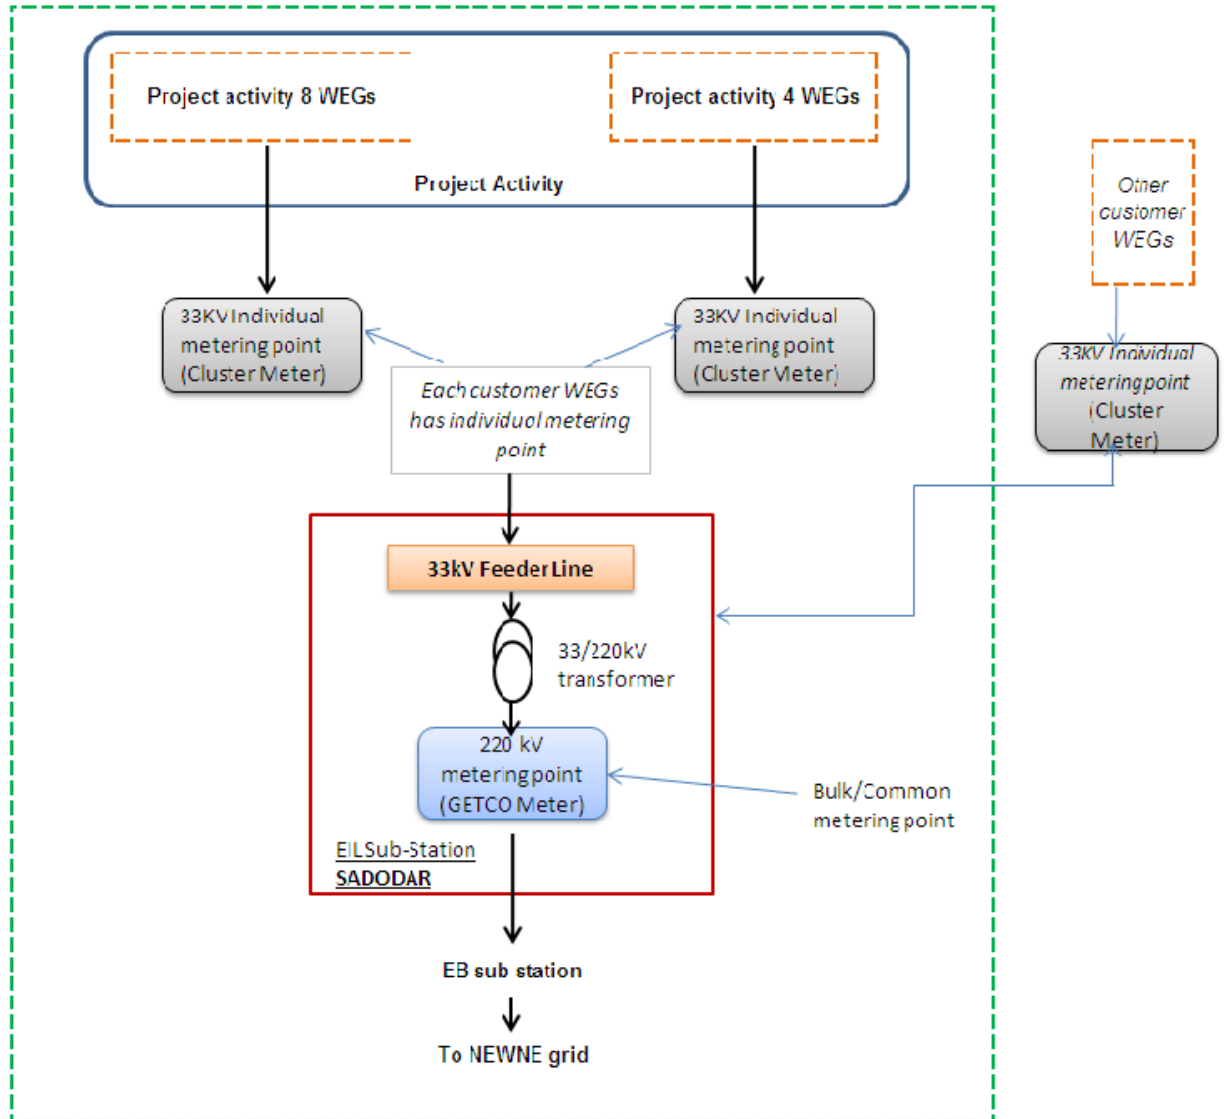 Project activity 8 WEGs
Project activity 4 WEGs
Project Activity
Other
customer
WEGs
33KV Individual
metering point
(Cluster Meter)
33KV Individual
metering point
(Cluster Meter)
33KV Individual
metering point
(Cluster
Meter)
Each customer WEGs
has individual metering
point
33kV Feeder Line
33/220kV
transformer
220 kV
metering point
(GETCO Meter)
Bulk/Common
metering point
EIL Sub-Station
SADODAR
EB sub station
To NEWNE grid